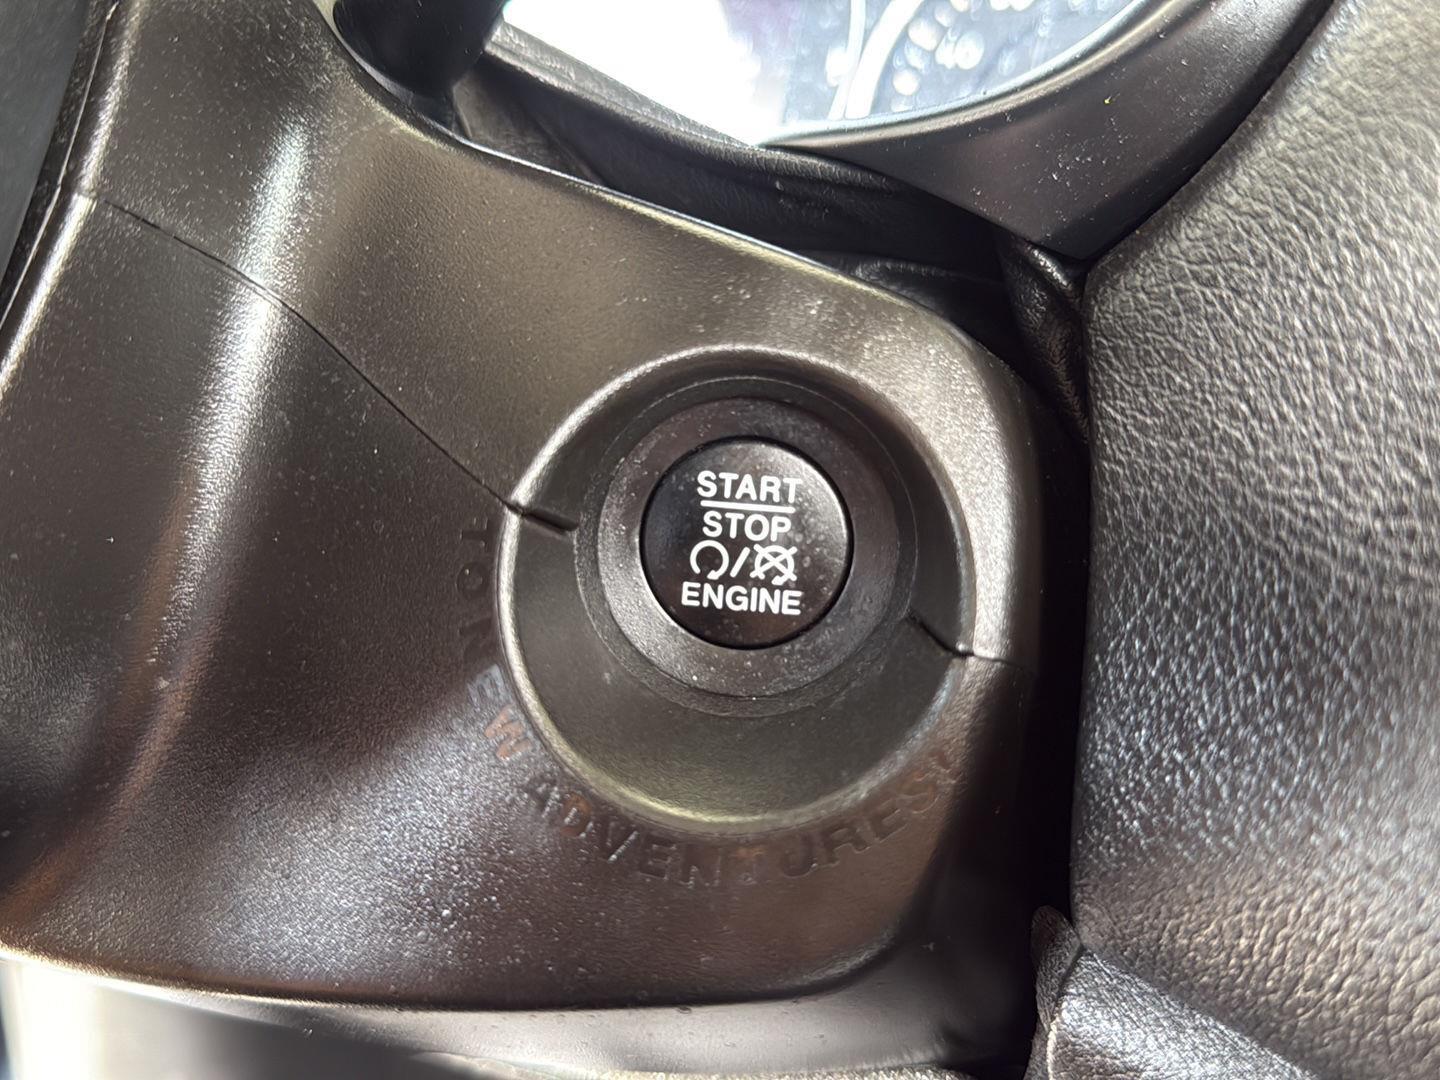 START
STOP
ENGINE
TO NEW ADVENTURES!